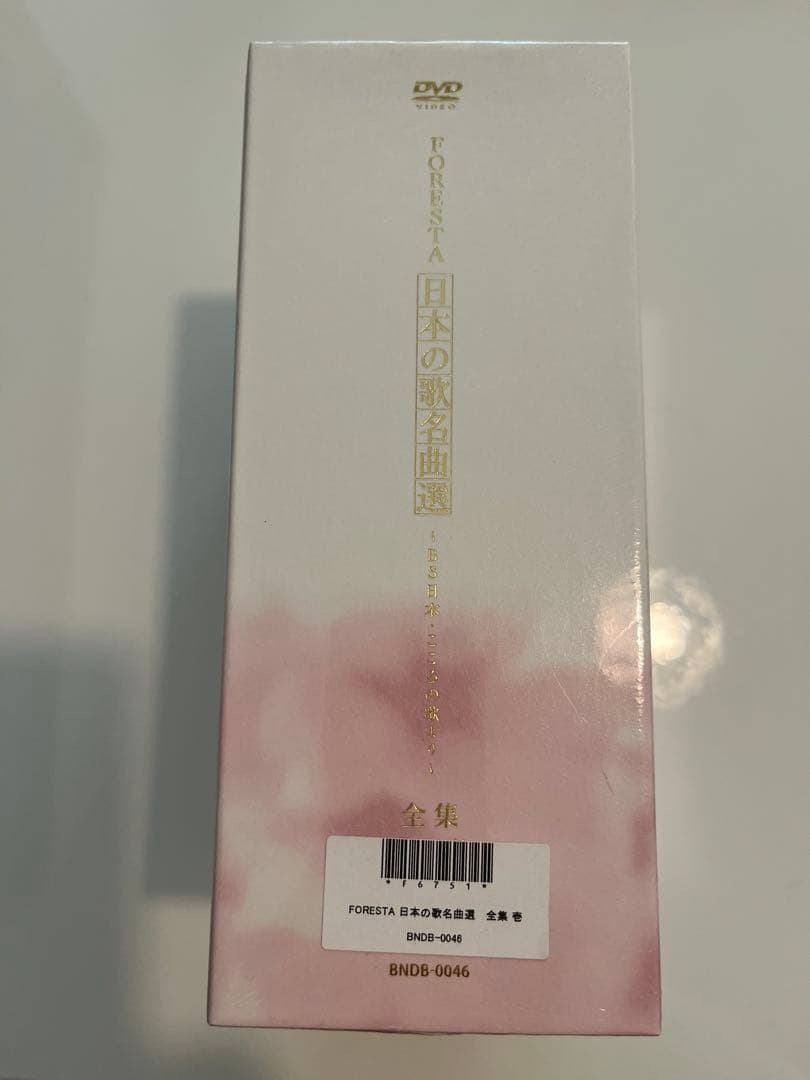 DVD
VIDEO
FORESTA
日本の歌名曲選
~BS日本・こころの歌より~
全集
*F6751*
FORESTA 日本の歌名曲選 全集 壱
BNDB-0046
BNDB-0046